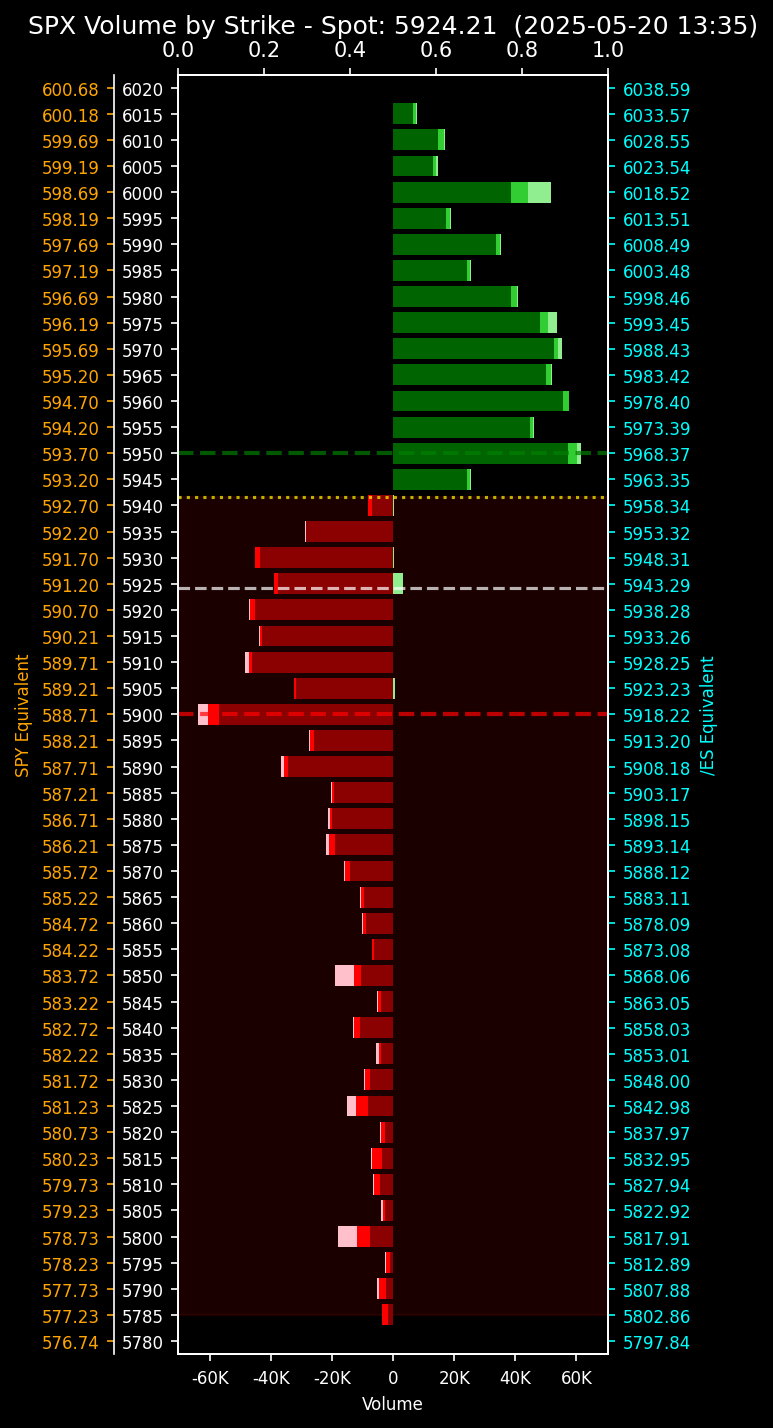 SPX Volume by Strike - Spot: 5924.21  (2025-05-20 13:35)
0.0 0.2 0.4 0.6 0.8 1.0
600.68 6020 6038.59
600.18 6015 6033.57
599.69 6010 6028.55
599.19 6005 6023.54
598.69 6000 6018.52
598.19 5995 6013.51
597.69 5990 6008.49
597.19 5985 6003.48
596.69 5980 5998.46
596.19 5975 5993.45
595.69 5970 5988.43
595.20 5965 5983.42
594.70 5960 5978.40
594.20 5955 5973.39
593.70 5950 5968.37
593.20 5945 5963.35
592.70 5940 5958.34
592.20 5935 5953.32
591.70 5930 5948.31
591.20 5925 5943.29
590.70 5920 5938.28
590.21 5915 5933.26
589.71 5910 5928.25
589.21 5905 5923.23
588.71 5900 5918.22
588.21 5895 5913.20
587.71 5890 5908.18
587.21 5885 5903.17
586.71 5880 5898.15
586.21 5875 5893.14
585.72 5870 5888.12
585.22 5865 5883.11
584.72 5860 5878.09
584.22 5855 5873.08
583.72 5850 5868.06
583.22 5845 5863.05
582.72 5840 5858.03
582.22 5835 5853.01
581.72 5830 5848.00
581.23 5825 5842.98
580.73 5820 5837.97
580.23 5815 5832.95
579.73 5810 5827.94
579.23 5805 5822.92
578.73 5800 5817.91
578.23 5795 5812.89
577.73 5790 5807.88
577.23 5785 5802.86
576.74 5780 5797.84
SPY Equivalent
/ES Equivalent
-60K -40K -20K 0 20K 40K 60K
Volume